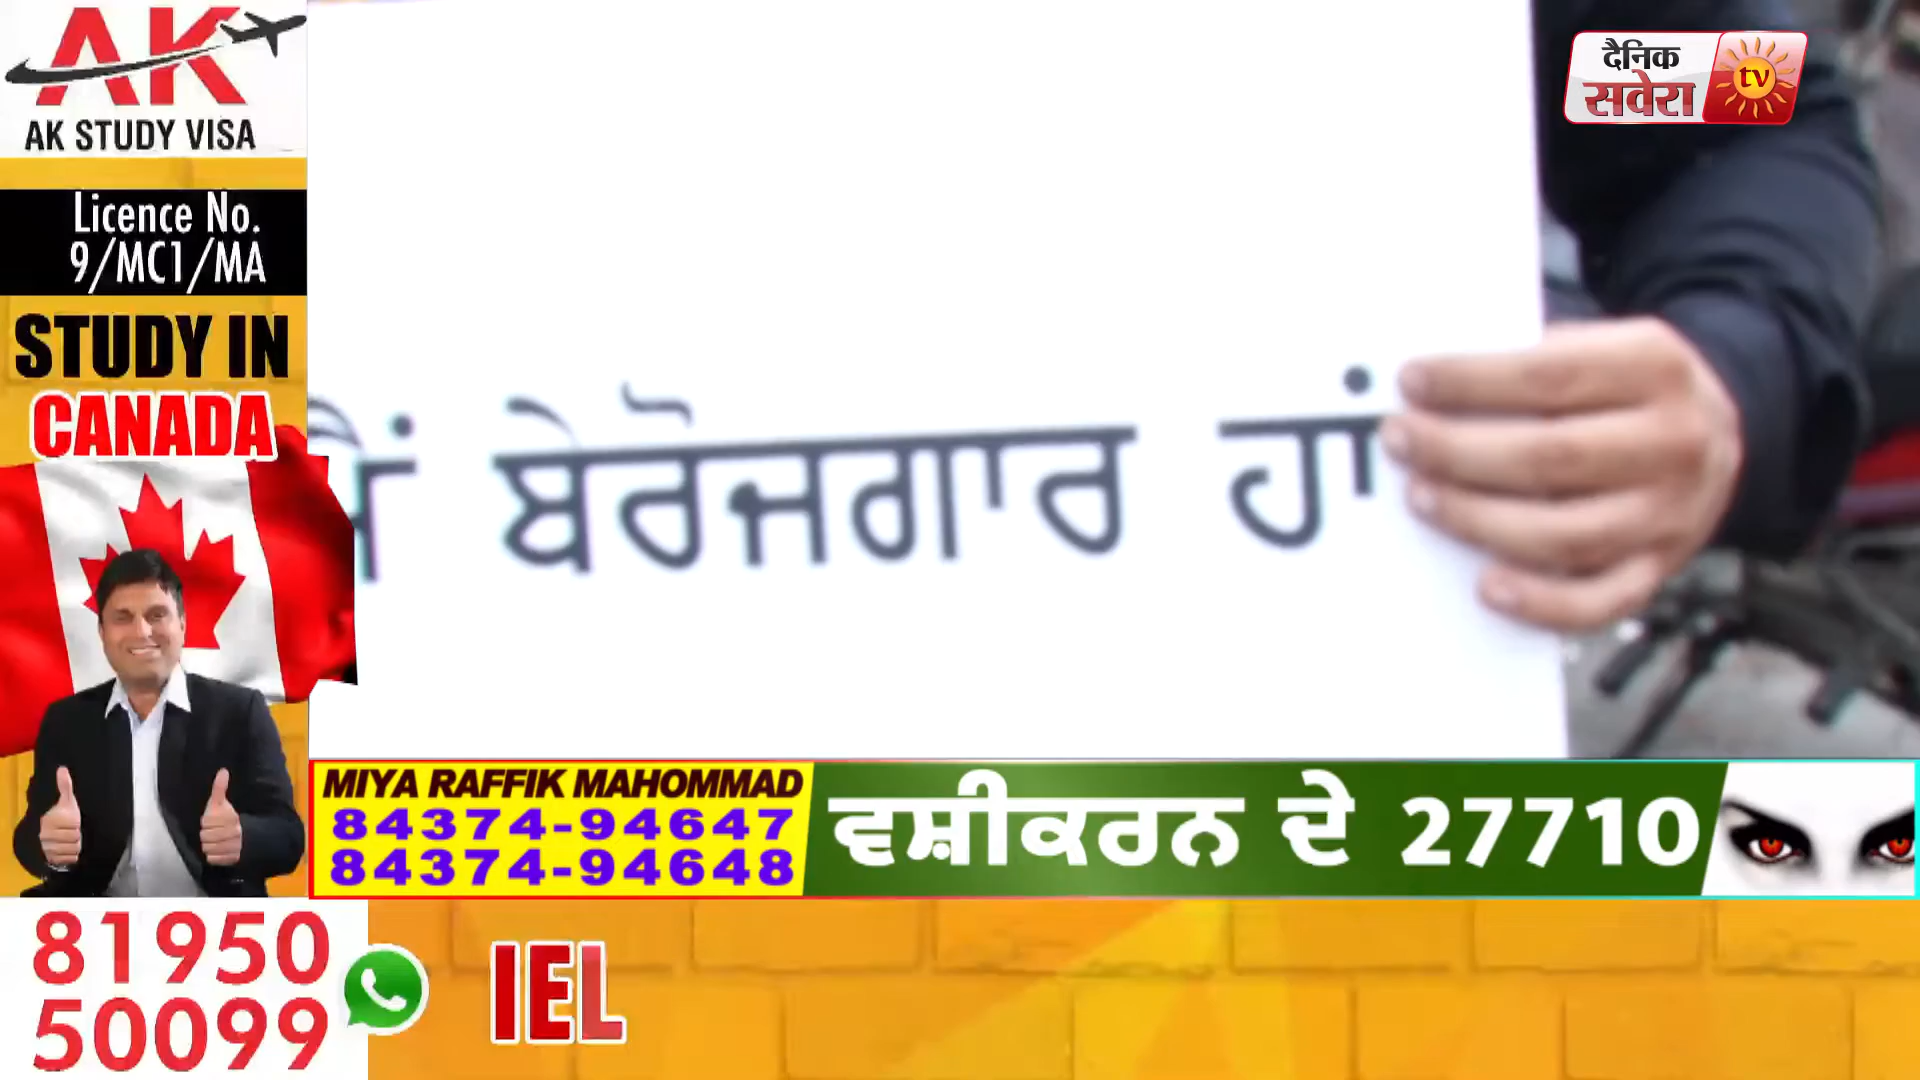 AK
AK STUDY VISA
Licence No.
9/MC1/MA
STUDY IN
CANADA
दैनिक
सवेरा
tv
ਬੇਰੋਜਗਾਰ ਹਾਂ
MIYA RAFFIK MAHOMMAD
84374-94647
84374-94648
ਵਸ਼ੀਕਰਨ ਦੇ 27710
81950
50099
IEL